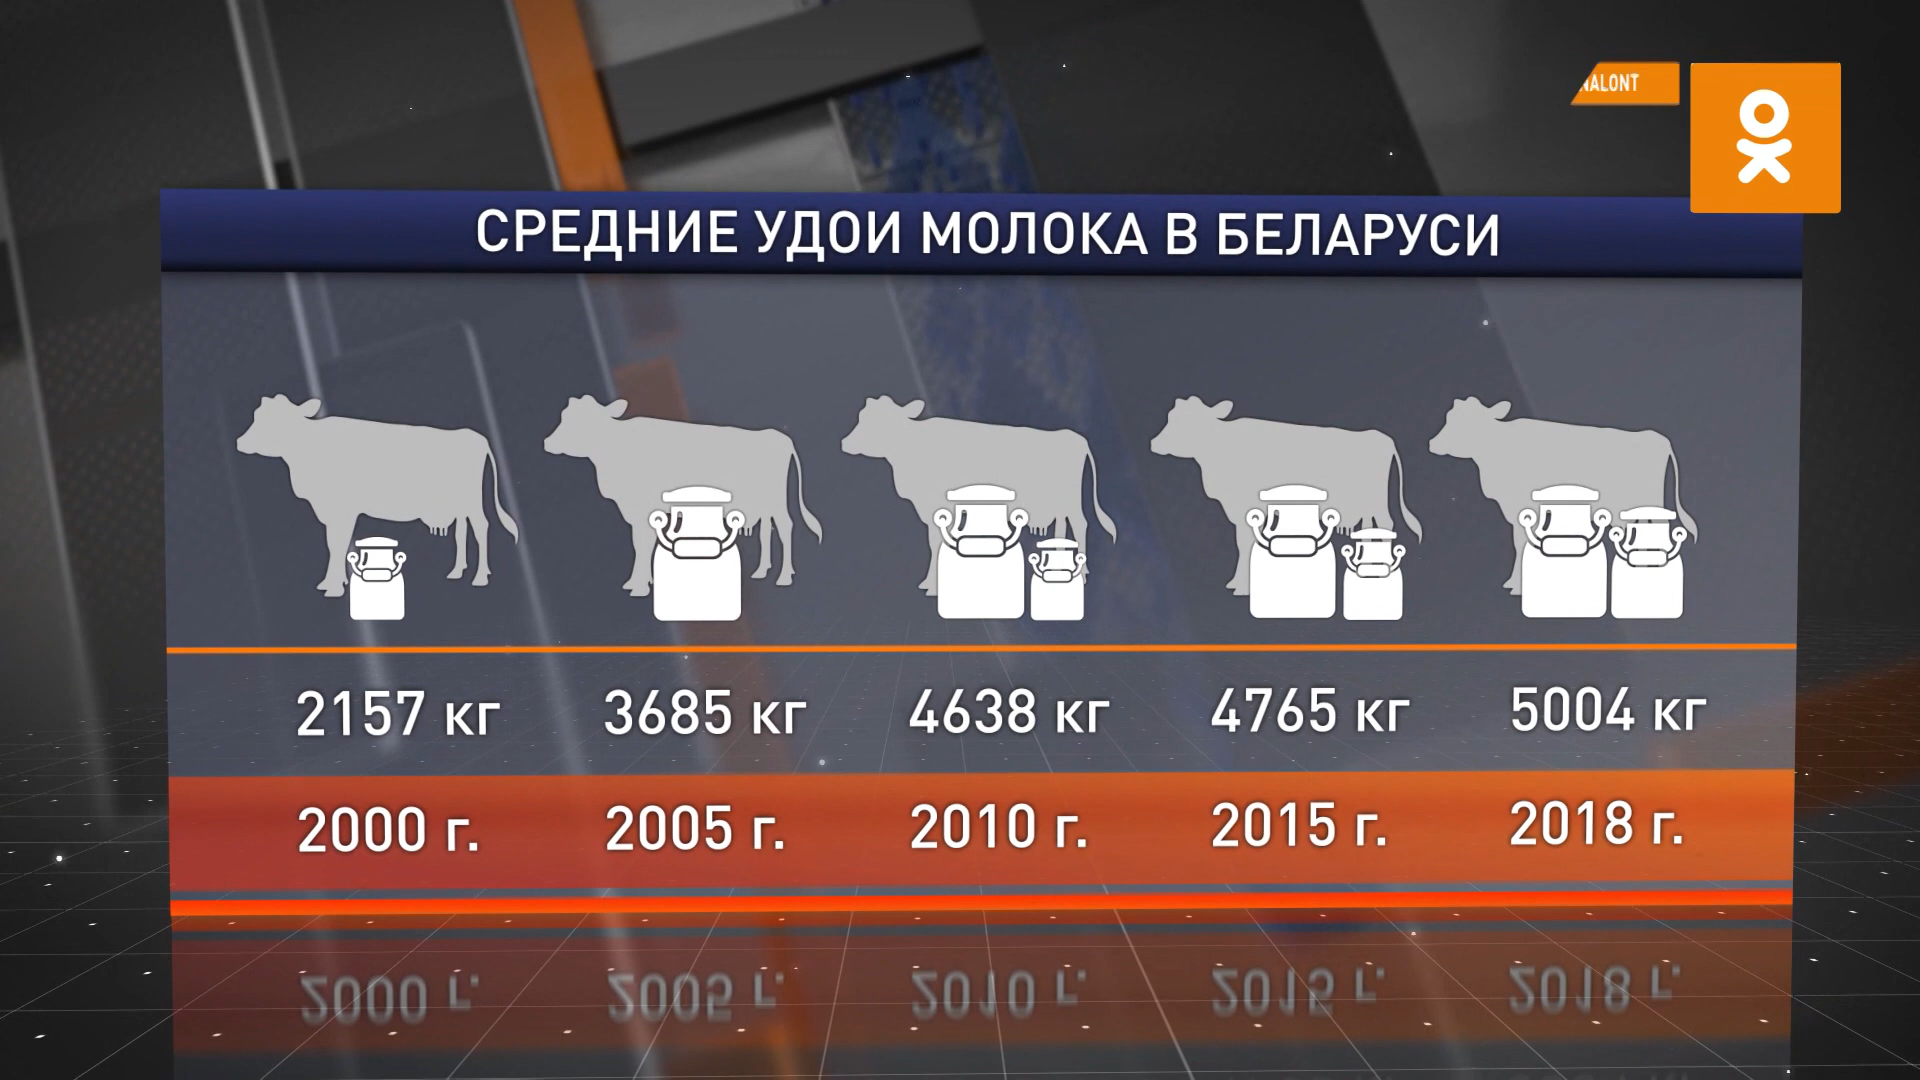 NALONT
СРЕДНИЕ УДОИ МОЛОКА В БЕЛАРУСИ
2157 кг 3685 кг 4638 кг 4765 кг 5004 кг
2000 г. 2005 г. 2010 г. 2015 г. 2018 г.